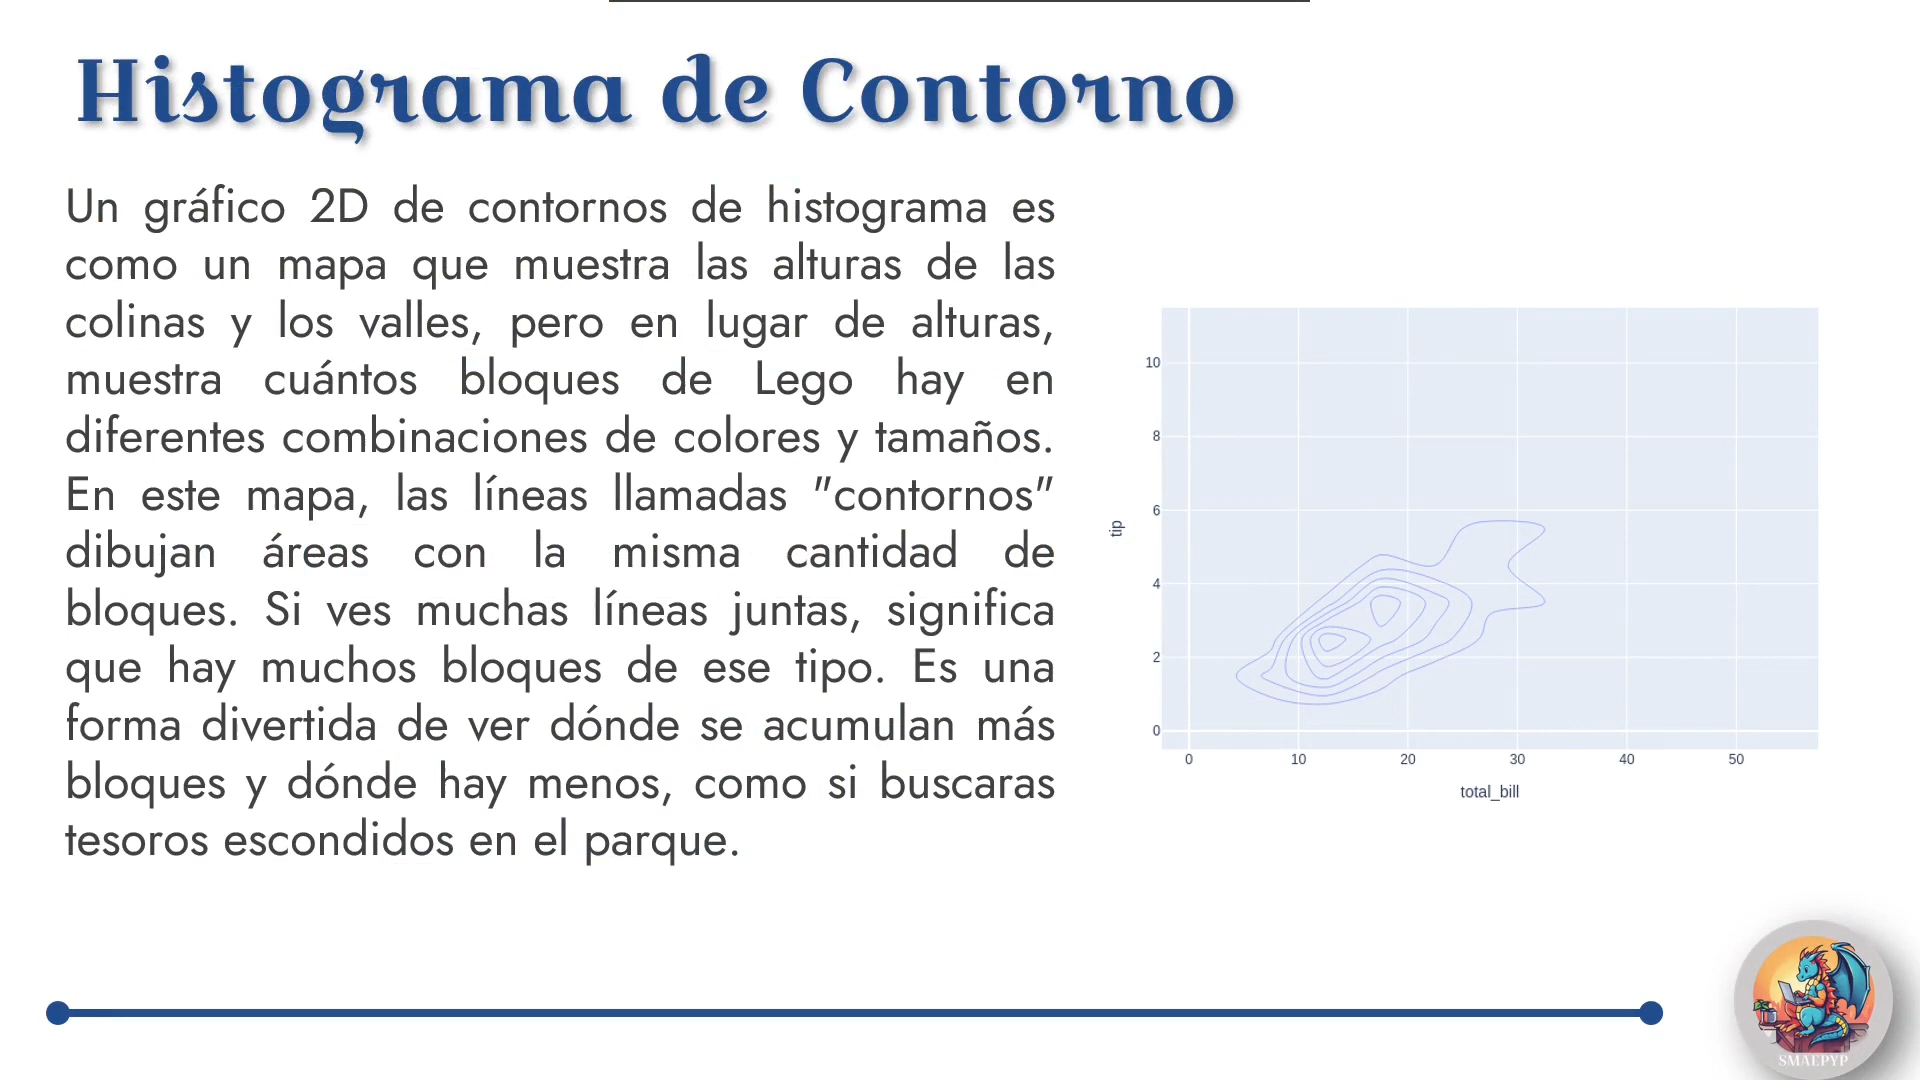 Histograma de Contorno
Un gráfico 2D de contornos de histograma es
como un mapa que muestra las alturas de las
colinas y los valles, pero en lugar de alturas,
muestra cuántos bloques de Lego hay en
diferentes combinaciones de colores y tamaños.
En este mapa, las líneas llamadas "contornos"
dibujan áreas con la misma cantidad de
bloques. Si ves muchas líneas juntas, significa
que hay muchos bloques de ese tipo. Es una
forma divertida de ver dónde se acumulan más
bloques y dónde hay menos, como si buscaras
tesoros escondidos en el parque.
10
8
6
tip
4
2
0
0 10 20 30 40 50
total_bill
SMAEPYP